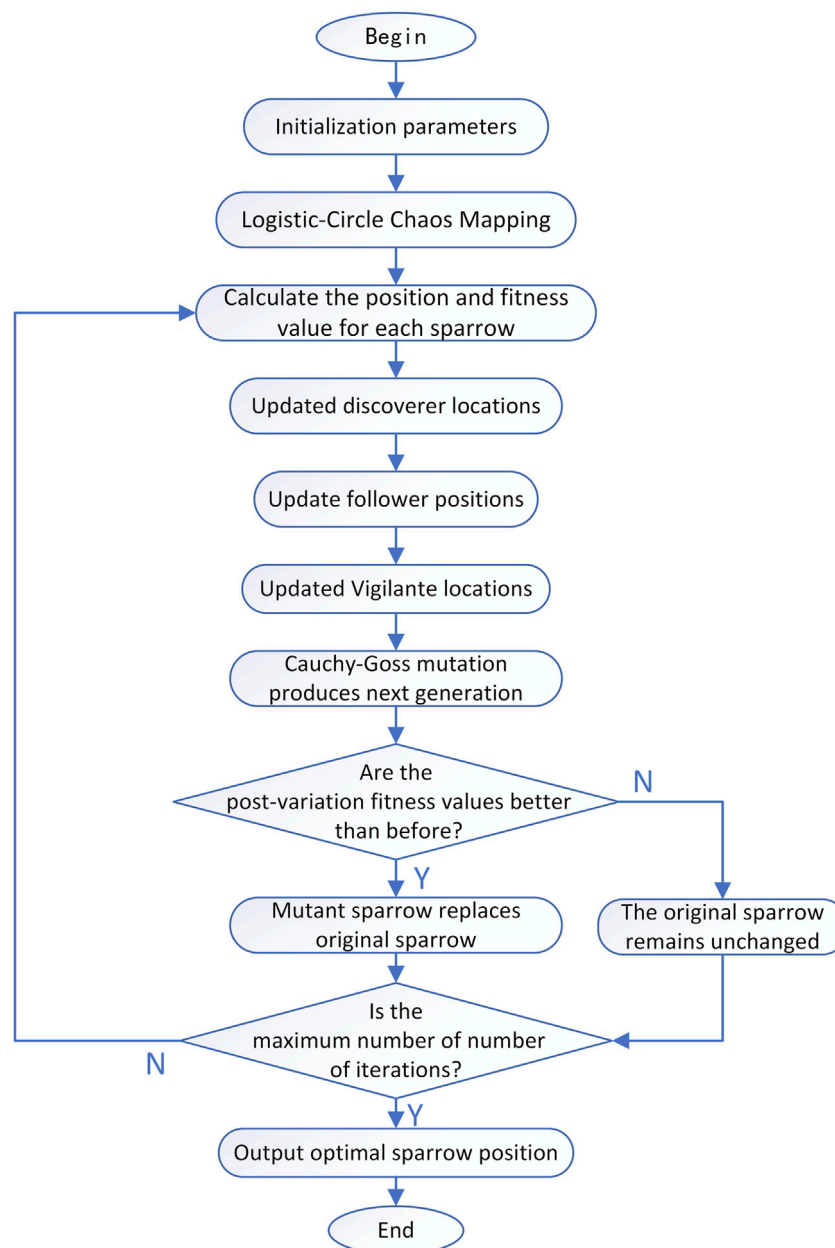 Begin
Initialization parameters
Logistic-Circle Chaos Mapping
Calculate the position and fitness
value for each sparrow
Updated discoverer locations
Update follower positions
Updated Vigilante locations
Cauchy-Goss mutation
produces next generation
Are the
post-variation fitness values better
than before?
N
Y
Mutant sparrow replaces
original sparrow
The original sparrow
remains unchanged
Is the
maximum number of number
of iterations?
N
Y
Output optimal sparrow position
End